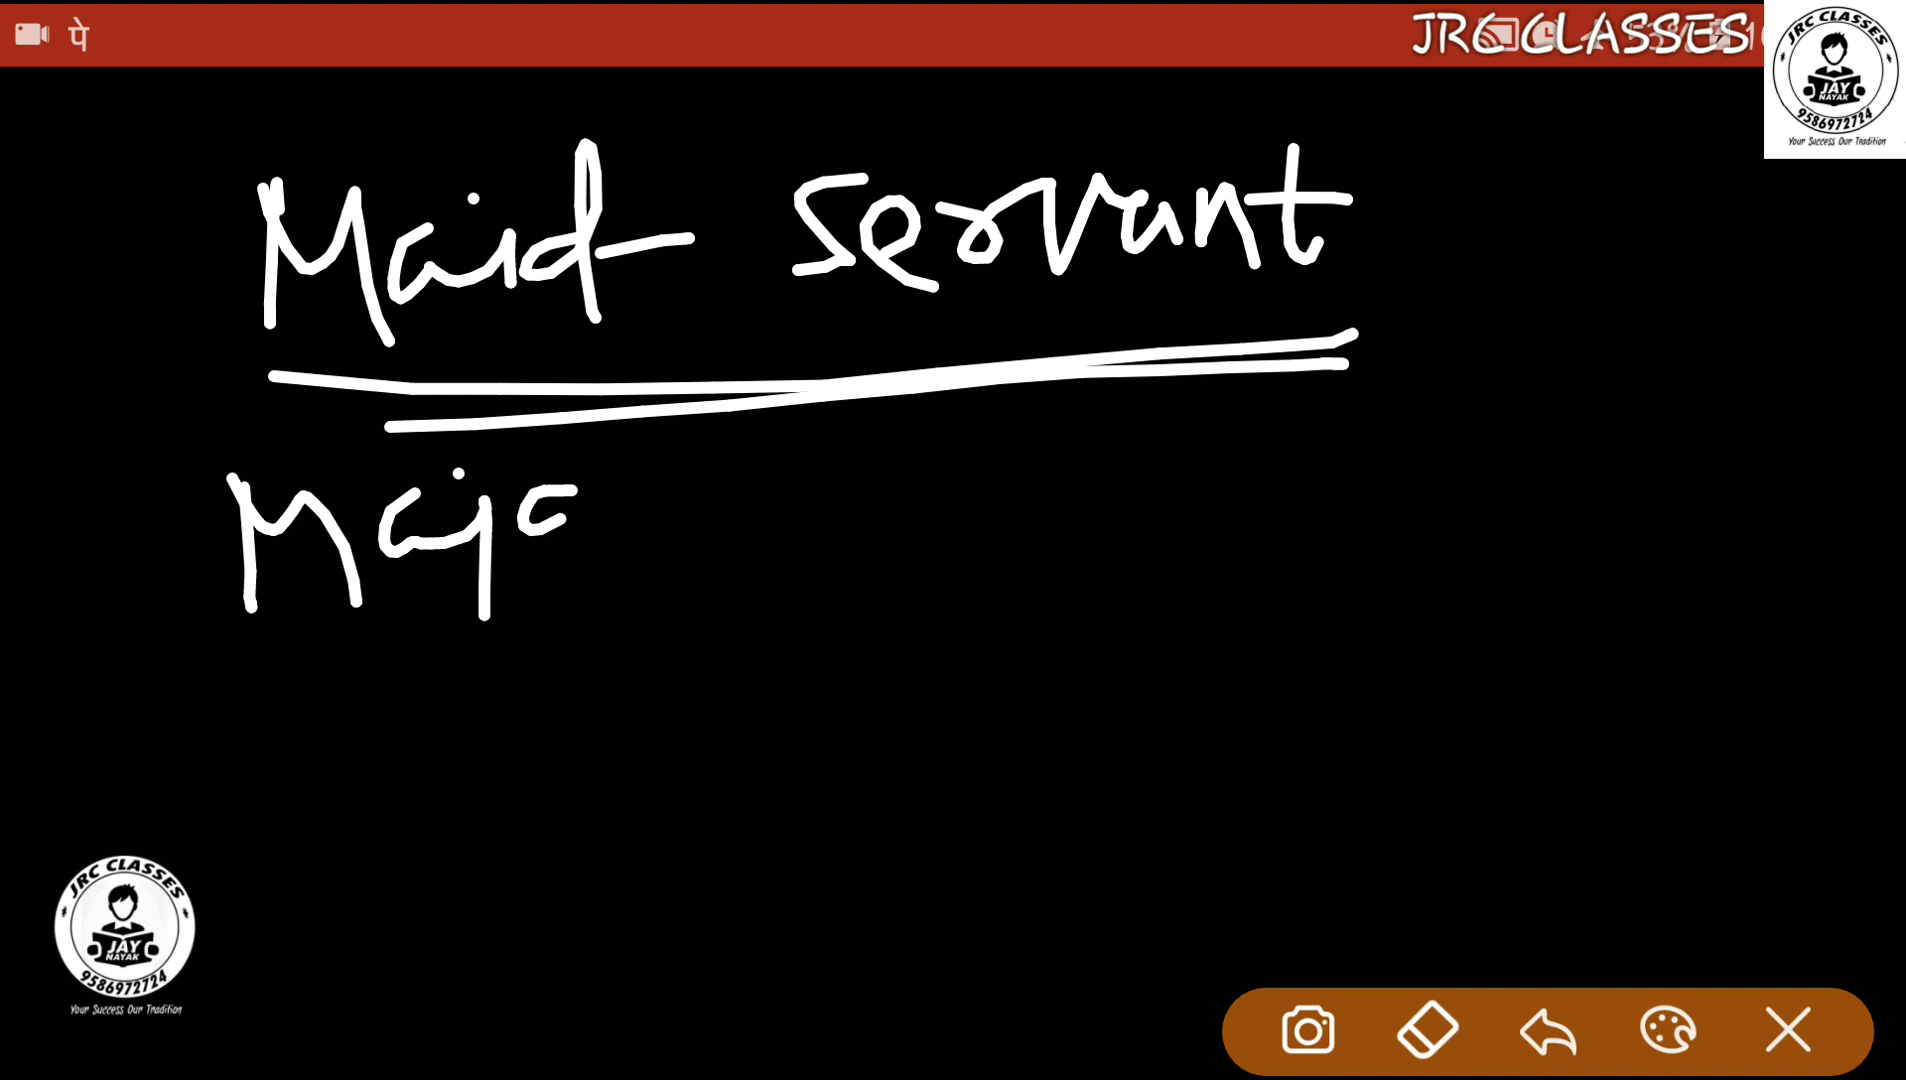 पे JRC CLASSES
JRC CLASSES
JAY
NAYAK
9586972724
Your Success Our Tradition
Maid servant
Majo
JRC CLASSES
JAY
NAYAK
9586972724
Your Success Our Tradition